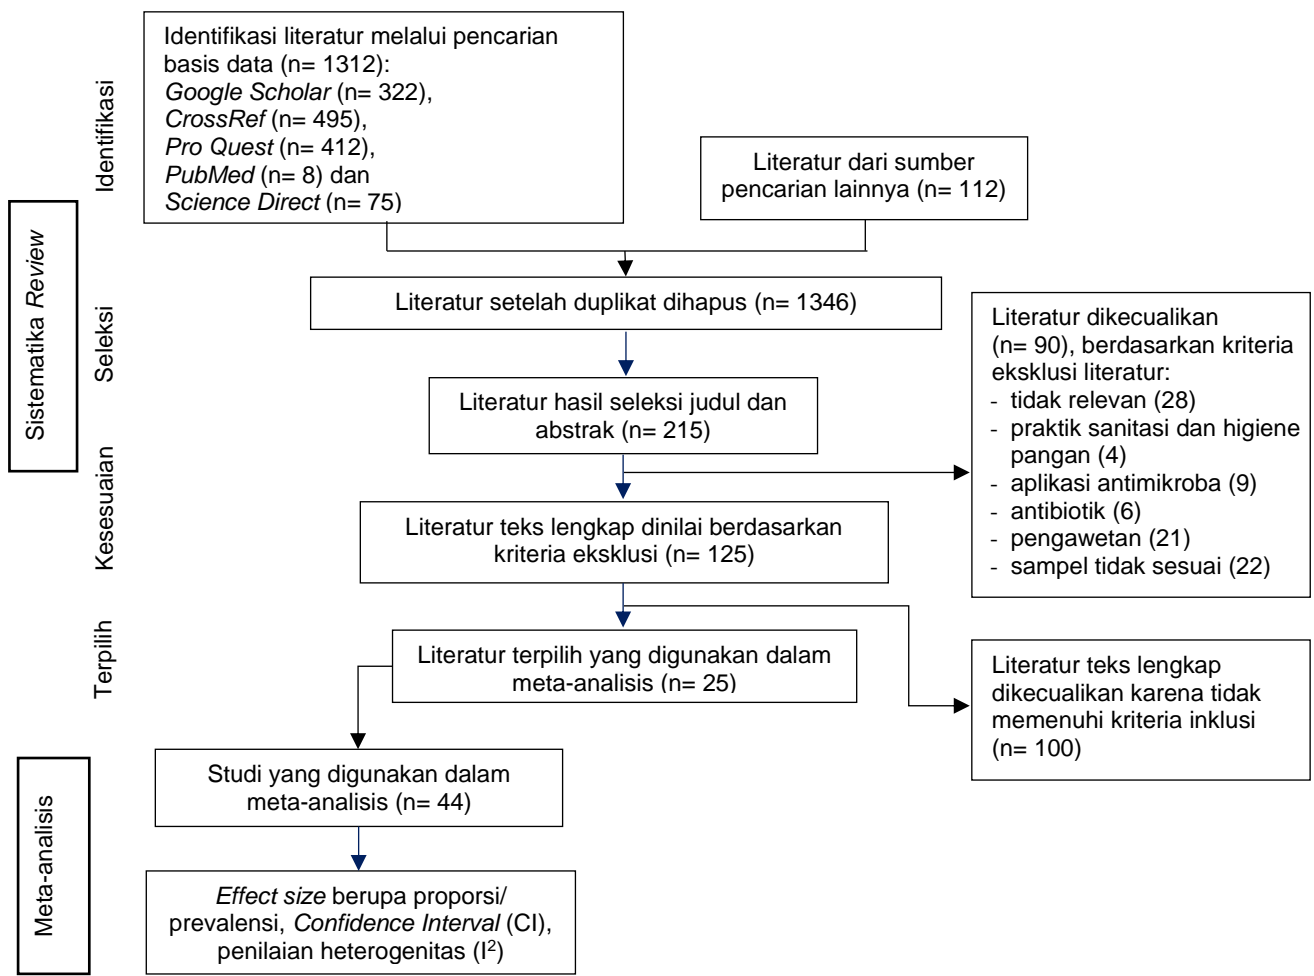 Identifikasi literatur melalui pencarian
basis data (n= 1312):
Google Scholar (n= 322),
CrossRef (n= 495),
Pro Quest (n= 412),
PubMed (n= 8) dan
Science Direct (n= 75)
Identifikasi
Literatur dari sumber
pencarian lainnya (n= 112)
Sistematika Review
Seleksi
Literatur setelah duplikat dihapus (n= 1346)
Literatur hasil seleksi judul dan
abstrak (n= 215)
Literatur dikecualikan
(n= 90), berdasarkan kriteria
eksklusi literatur:
- tidak relevan (28)
- praktik sanitasi dan higiene
pangan (4)
- aplikasi antimikroba (9)
- antibiotik (6)
- pengawetan (21)
- sampel tidak sesuai (22)
Kesesuaian
Literatur teks lengkap dinilai berdasarkan
kriteria eksklusi (n= 125)
Terpilih
Literatur terpilih yang digunakan dalam
meta-analisis (n= 25)
Literatur teks lengkap
dikecualikan karena tidak
memenuhi kriteria inklusi
(n= 100)
Meta-analisis
Studi yang digunakan dalam
meta-analisis (n= 44)
Effect size berupa proporsi/
prevalensi, Confidence Interval (CI),
penilaian heterogenitas (I²)